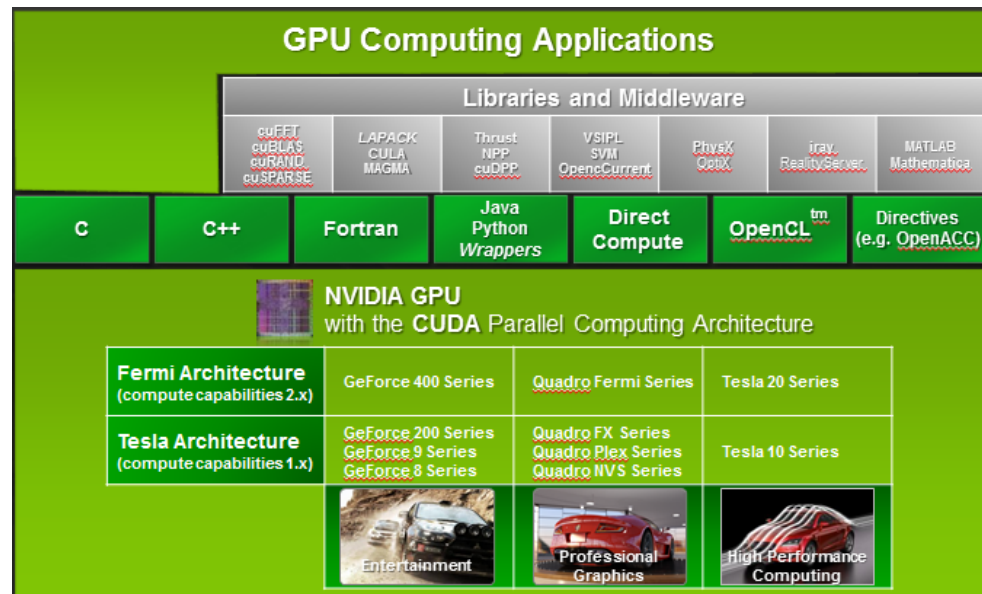 GPU Computing Applications
Libraries and Middleware
cuFFT
cuBLAS
cuRAND
cuSPARSE
LAPACK
CULA
MAGMA
Thrust
NPP
cuDPP
VSIPL
SVM
OpencCurrent
PhysX
OptiX
iray
RealityServer
MATLAB
Mathematica
C
C++
Fortran
Java
Python
Wrappers
Direct
Compute
OpenCL tm
Directives
(e.g. OpenACC)
NVIDIA GPU
with the CUDA Parallel Computing Architecture
Fermi Architecture
(compute capabilities 2.x)
GeForce 400 Series
Quadro Fermi Series
Tesla 20 Series
Tesla Architecture
(compute capabilities 1.x)
GeForce 200 Series
GeForce 9 Series
GeForce 8 Series
Quadro FX Series
Quadro Plex Series
Quadro NVS Series
Tesla 10 Series
Entertainment
Professional
Graphics
High Performance
Computing